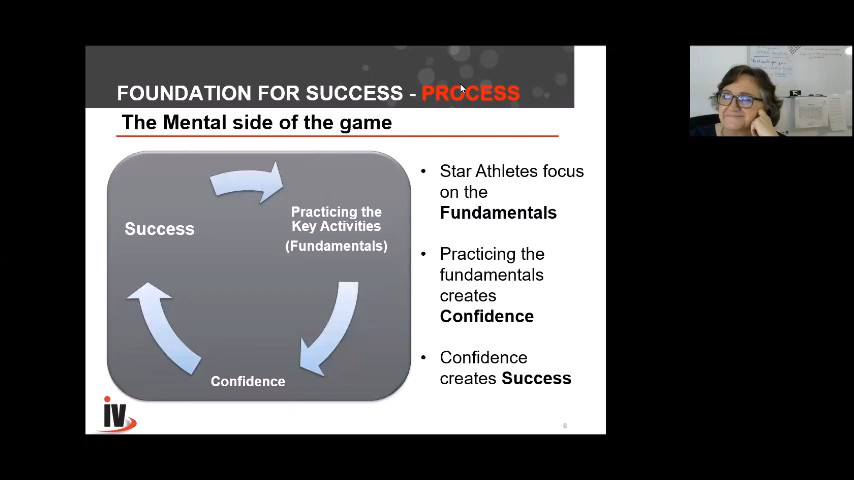 FOUNDATION FOR SUCCESS - PROCESS
The Mental side of the game
Success
Practicing the
Key Activities
(Fundamentals)
Confidence
• Star Athletes focus
on the
Fundamentals
• Practicing the
fundamentals
creates
Confidence
• Confidence
creates Success
iv
6